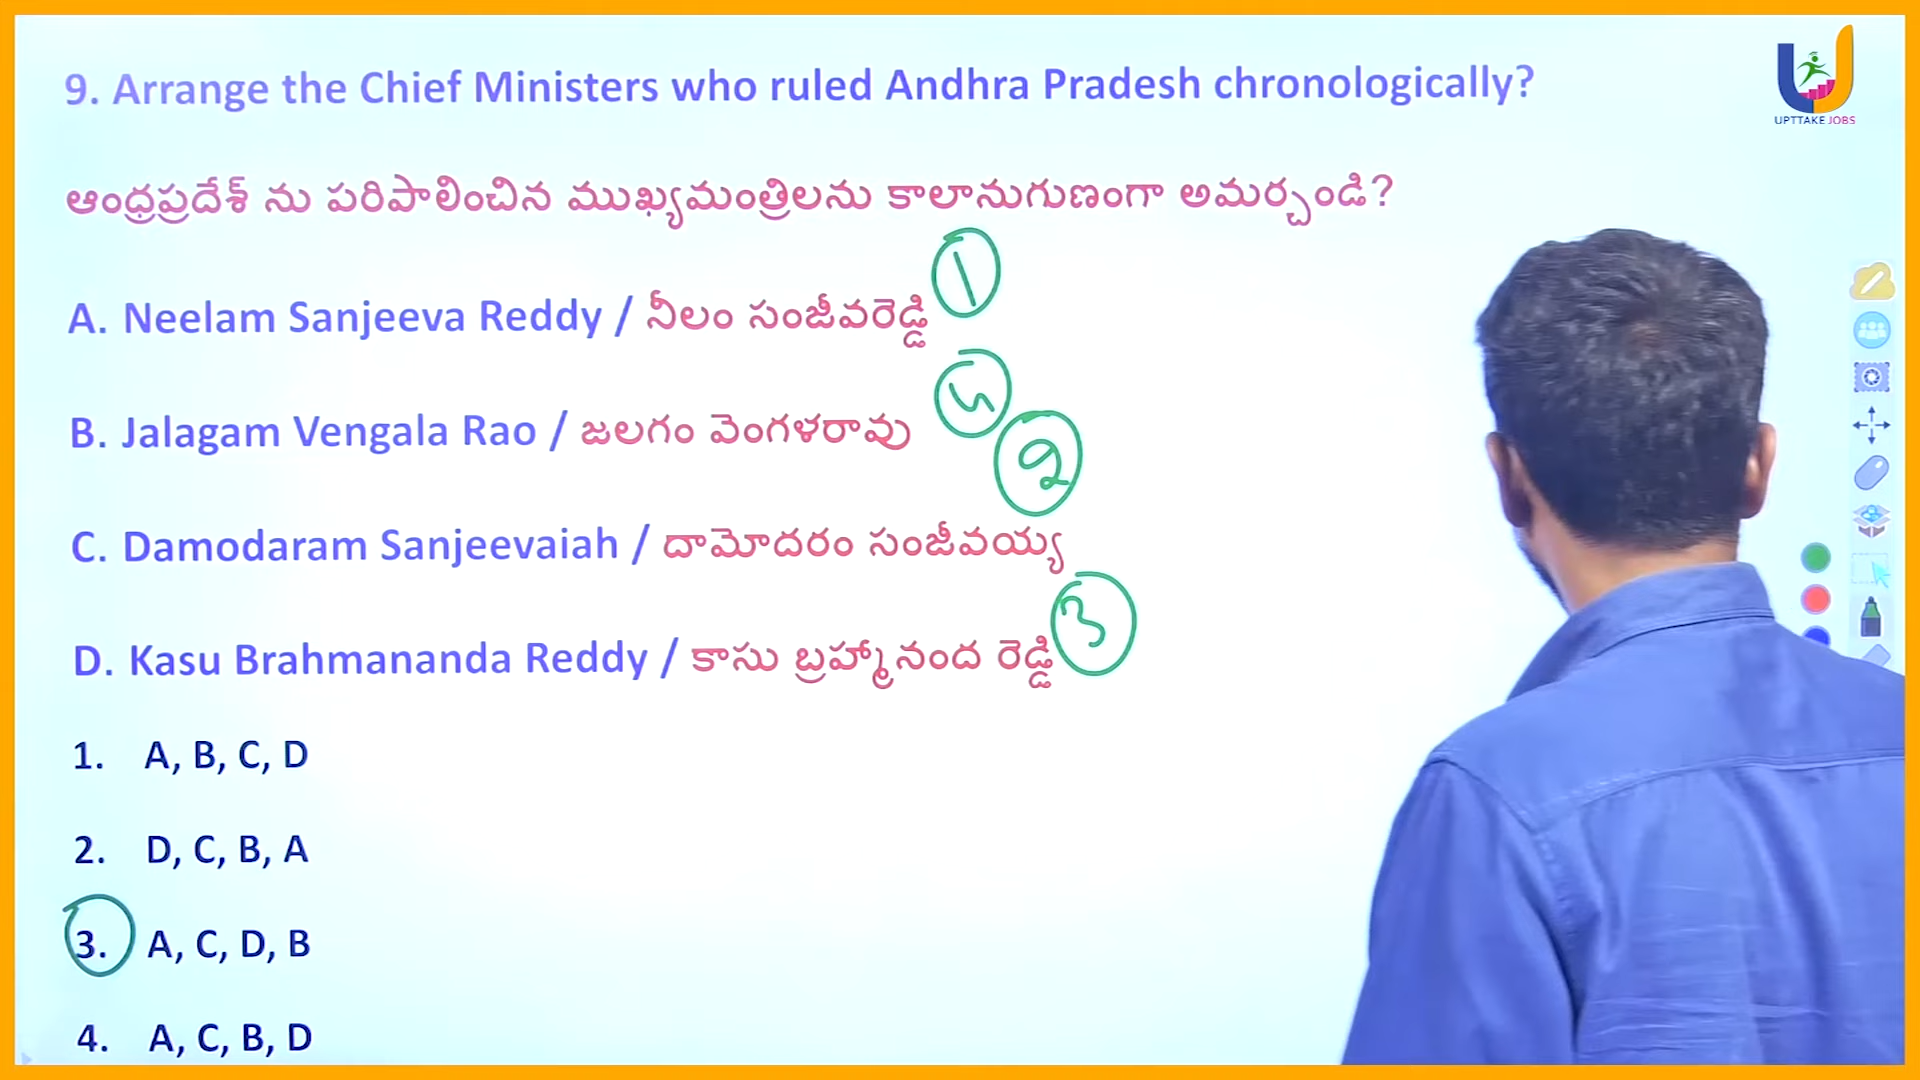 9. Arrange the Chief Ministers who ruled Andhra Pradesh chronologically?
UPTTAKE JOBS
ఆంధ్రప్రదేశ్ ను పరిపాలించిన ముఖ్యమంత్రిలను కాలానుగుణంగా అమర్చండి?
A. Neelam Sanjeeva Reddy / నీలం సంజీవరెడ్డి 1
B. Jalagam Vengala Rao / జలగం వెంగళరావు 4
C. Damodaram Sanjeevaiah / దామోదరం సంజీవయ్య 2
D. Kasu Brahmananda Reddy / కాసు బ్రహ్మానంద రెడ్డి 3
1. A, B, C, D
2. D, C, B, A
3. A, C, D, B
4. A, C, B, D